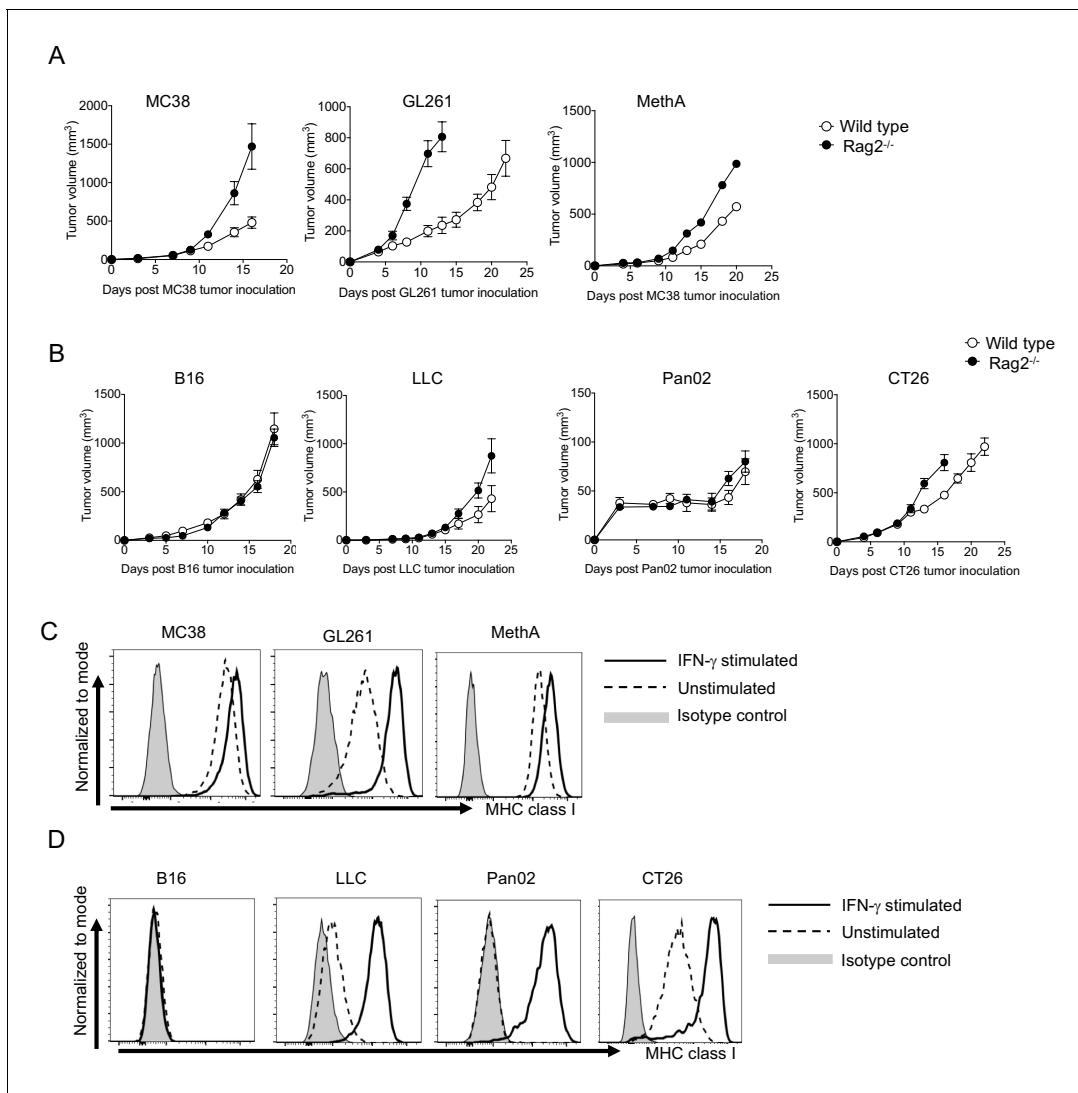 A
MC38
GL261
MethA
Wild type
Rag2-/-
Tumor volume (mm3)
2000
1500
1000
500
0
0 5 10 15 20
Days post MC38 tumor inoculation
Tumor volume (mm3)
1000
800
600
400
200
0
0 5 10 15 20 25
Days post GL261 tumor inoculation
Tumor volume (mm3)
1500
1000
500
0
0 5 10 15 20 25
Days post MC38 tumor inoculation
B
Wild type
Rag2-/-
B16
LLC
Pan02
CT26
Tumor volume (mm3)
1500
1000
500
0
0 5 10 15 20
Days post B16 tumor inoculation
Tumor volume (mm3)
1500
1000
500
0
0 5 10 15 20 25
Days post LLC tumor inoculation
Tumor volume (mm3)
150
100
50
0
0 5 10 15 20
Days post Pan02 tumor inoculation
Tumor volume (mm3)
1500
1000
500
0
0 5 10 15 20 25
Days post CT26 tumor inoculation
C
MC38
GL261
MethA
Normalized to mode
IFN-γ stimulated
Unstimulated
Isotype control
MHC class I
D
B16
LLC
Pan02
CT26
Normalized to mode
IFN-γ stimulated
Unstimulated
Isotype control
MHC class I